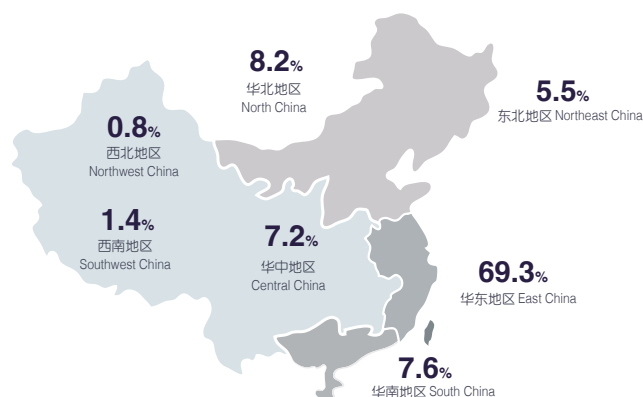 8.2%
华北地区
North China
5.5%
东北地区 Northeast China
0.8%
西北地区
Northwest China
1.4%
西南地区
Southwest China
7.2%
华中地区
Central China
69.3%
华东地区 East China
7.6%
华南地区 South China